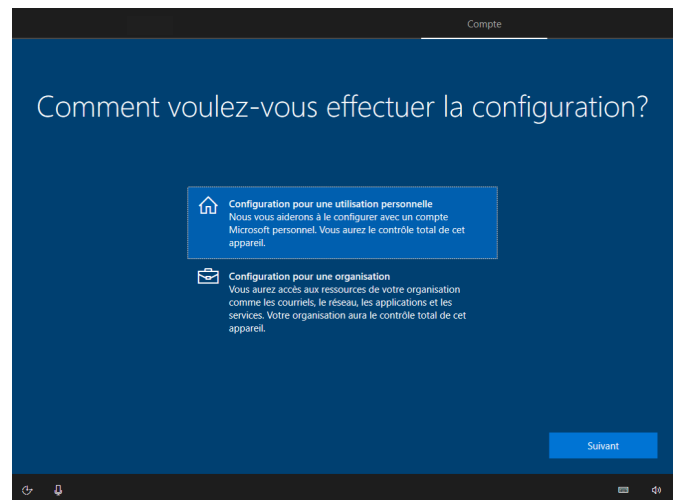 Compte
Comment voulez-vous effectuer la configuration?
Configuration pour une utilisation personnelle
Nous vous aiderons à le configurer avec un compte
Microsoft personnel. Vous aurez le contrôle total de cet
appareil.
Configuration pour une organisation
Vous aurez accès aux ressources de votre organisation
comme les courriels, le réseau, les applications et les
services. Votre organisation aura le contrôle total de cet
appareil.
Suivant